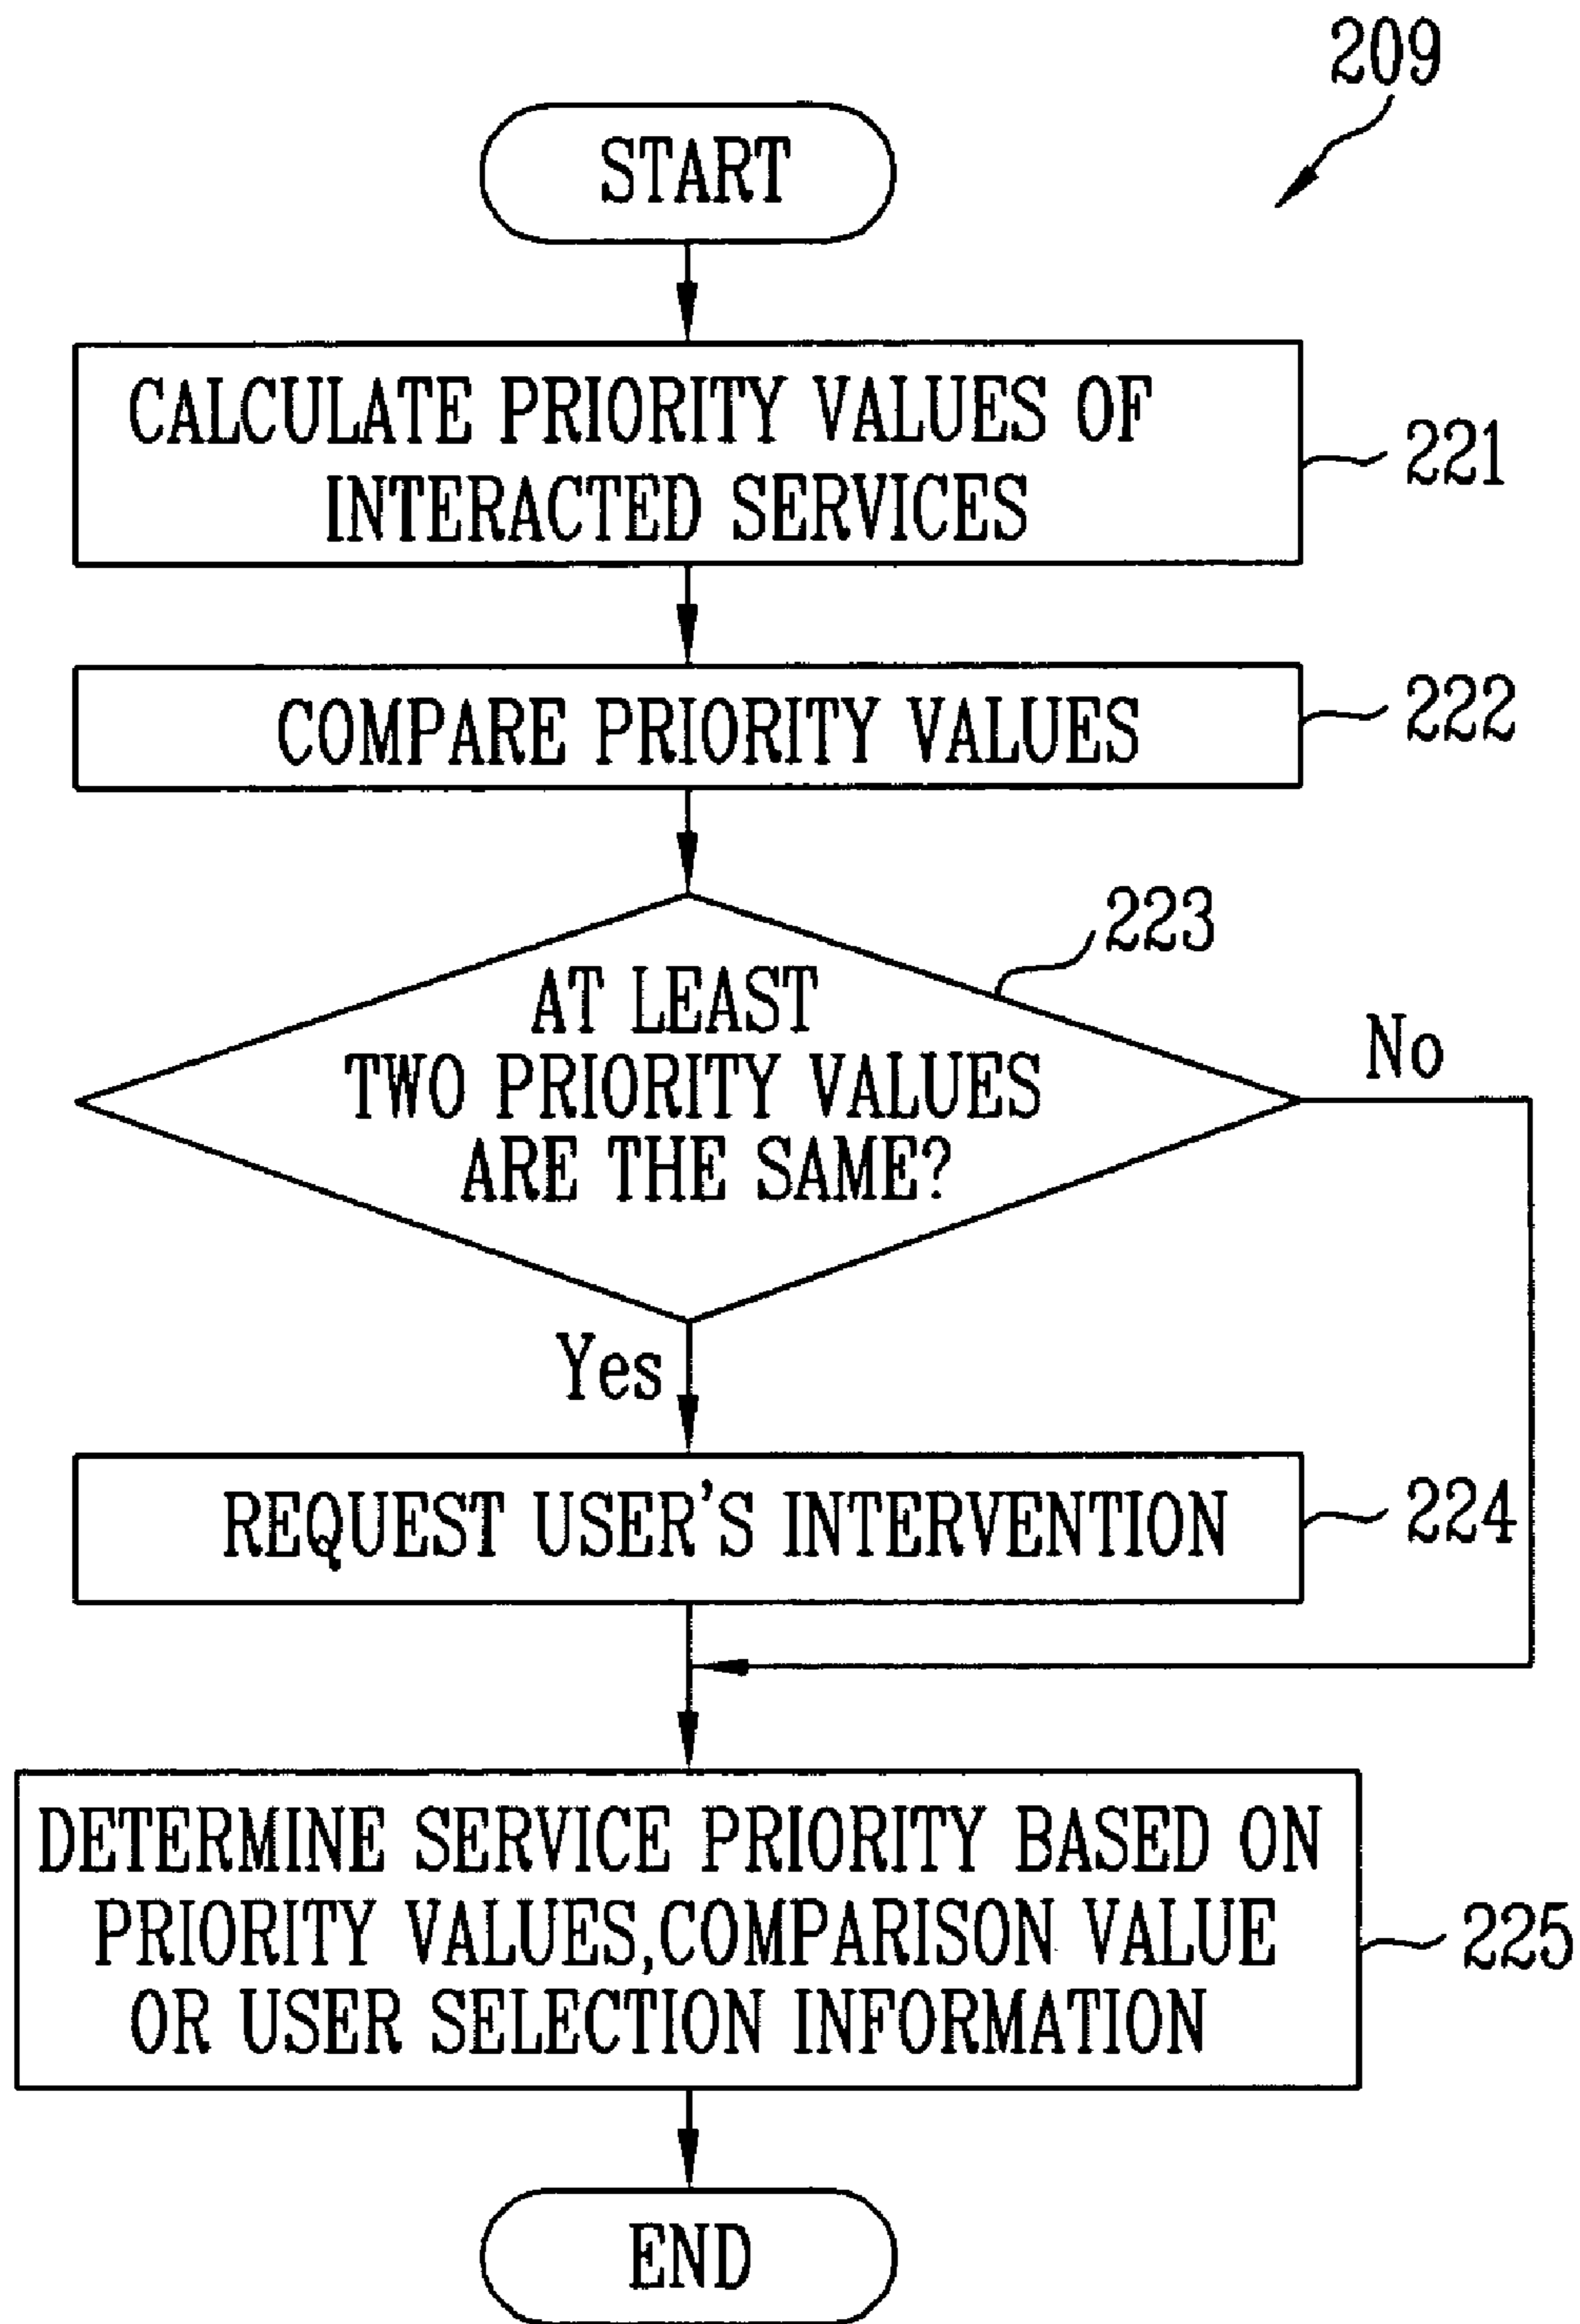 209
START
CALCULATE PRIORITY VALUES OF
INTERACTED SERVICES
221
COMPARE PRIORITY VALUES
222
223
AT LEAST
TWO PRIORITY VALUES
ARE THE SAME?
No
Yes
REQUEST USER'S INTERVENTION
224
DETERMINE SERVICE PRIORITY BASED ON
PRIORITY VALUES,COMPARISON VALUE
OR USER SELECTION INFORMATION
225
END